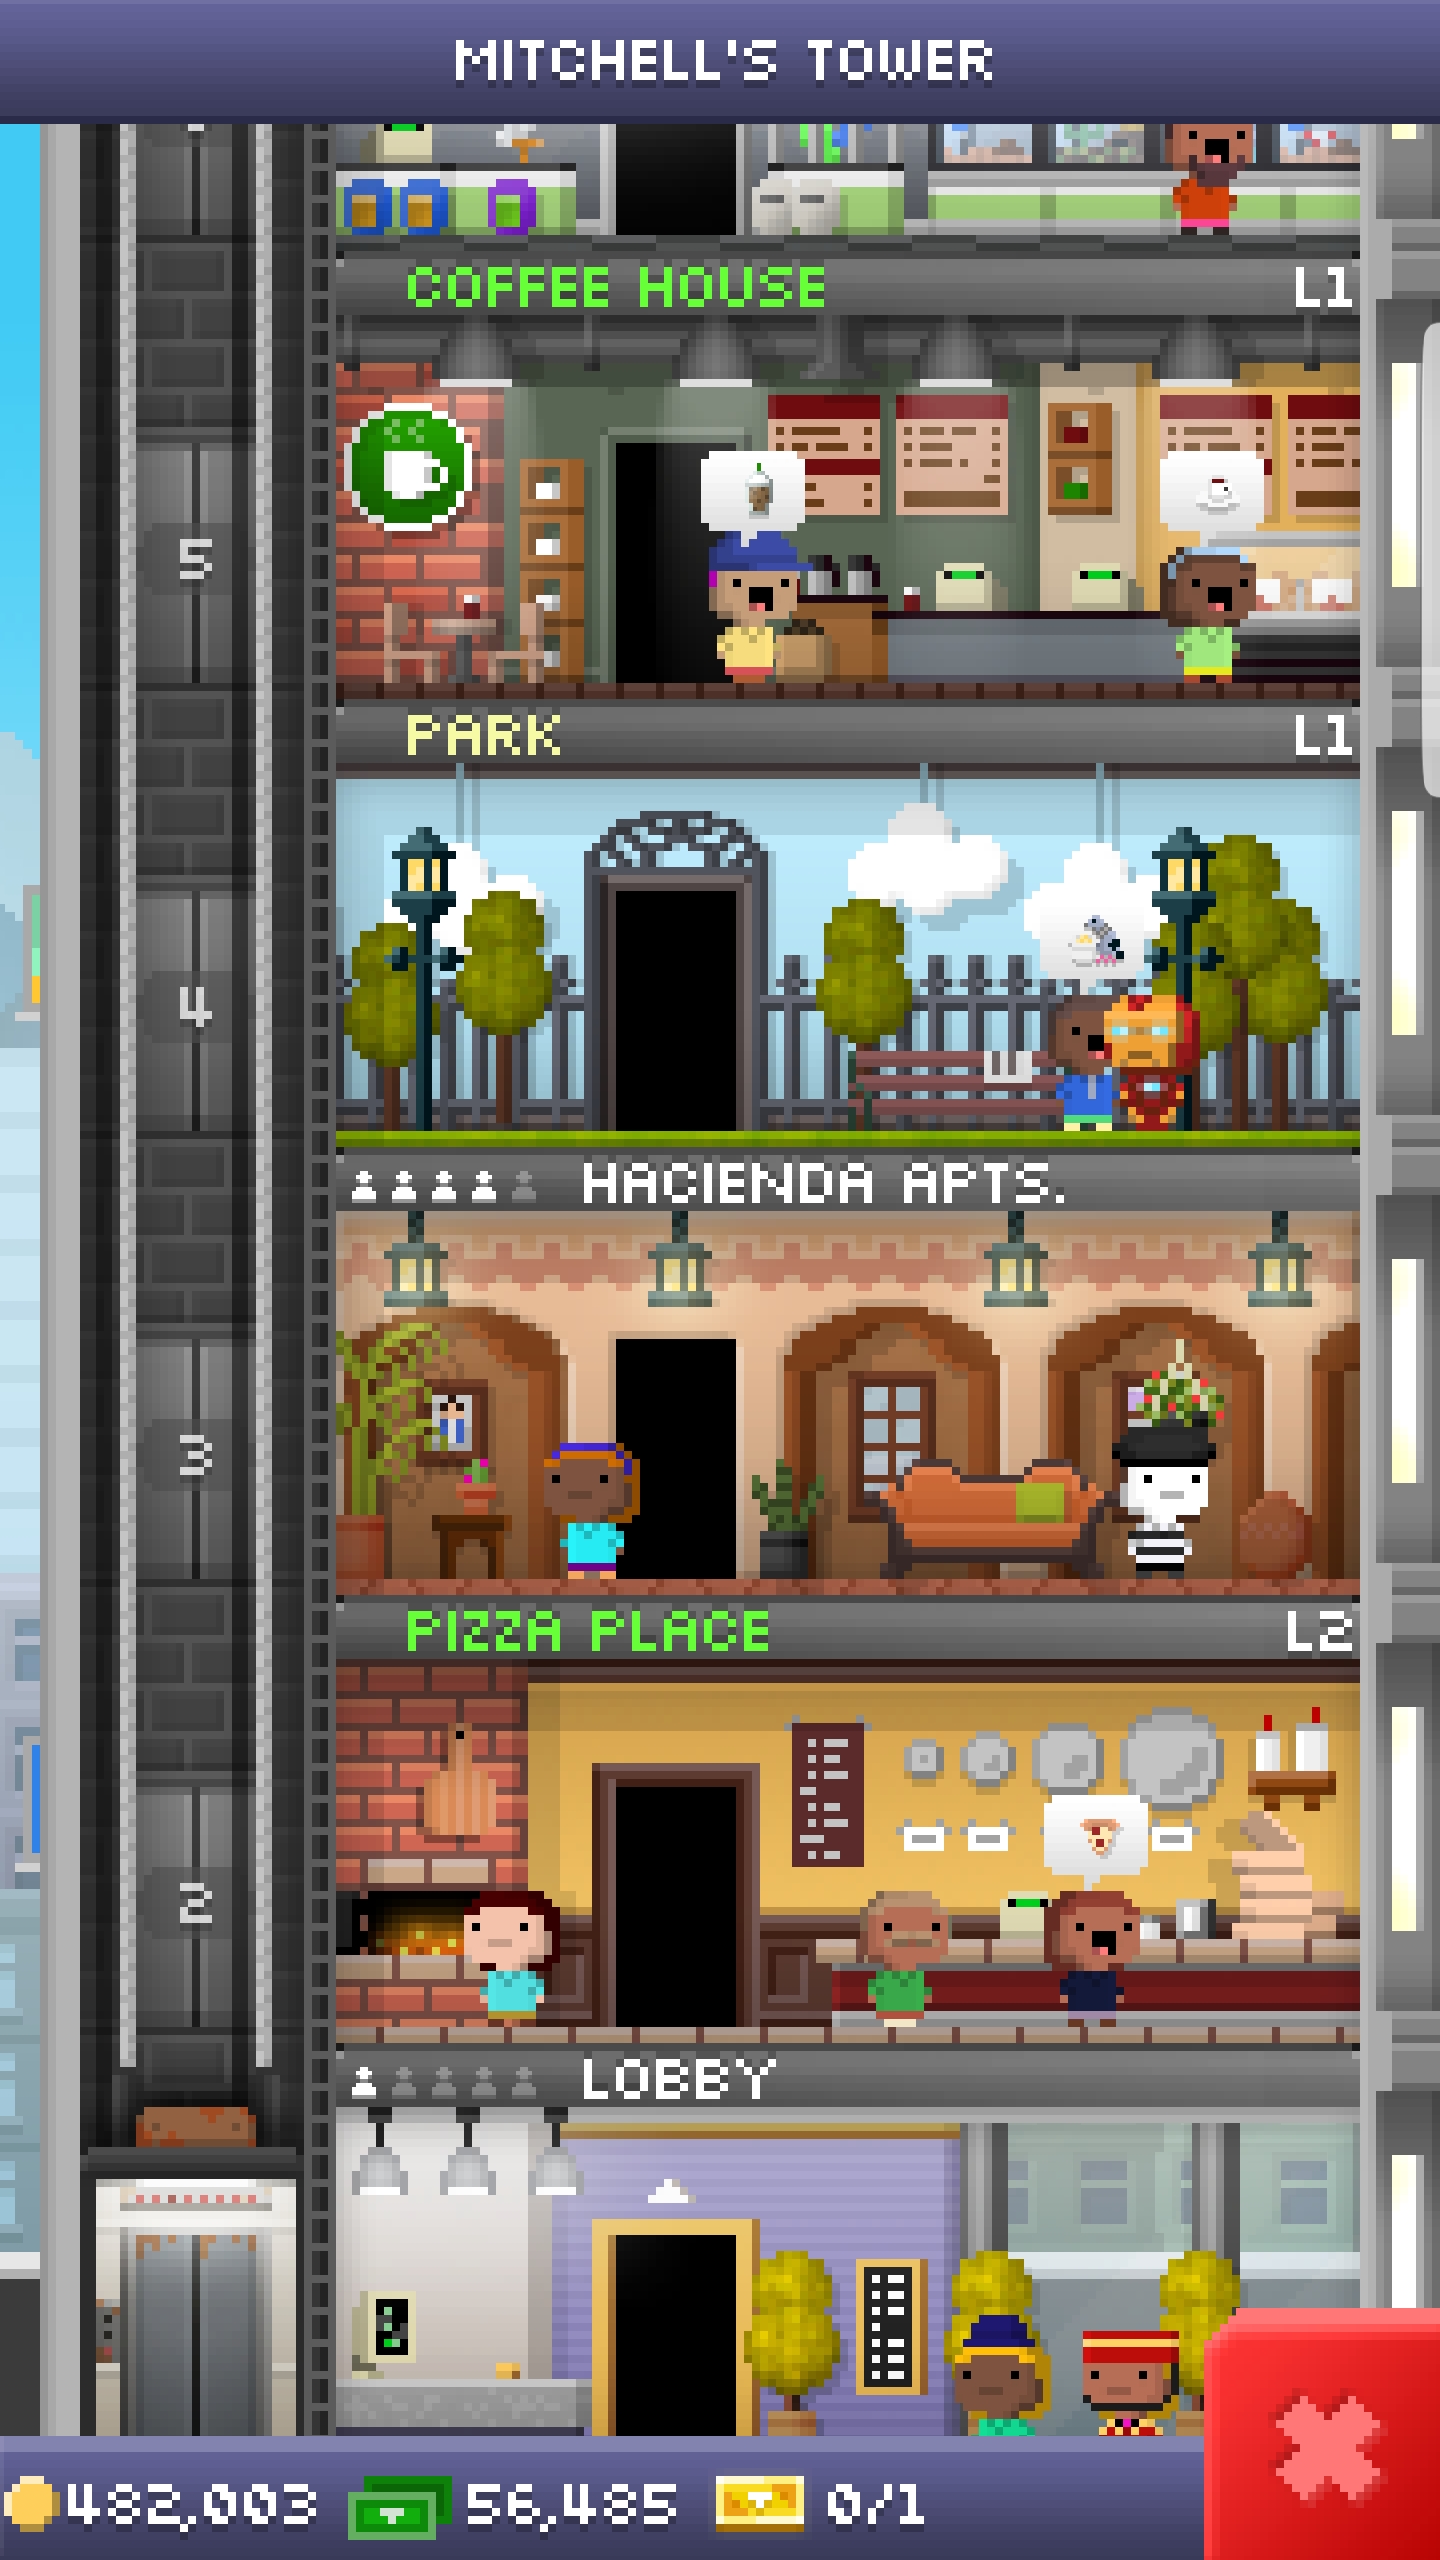 MITCHELL'S TOWER
COFFEE HOUSE L1
5
PARK L1
4
HACIENDA APTS.
3
PIZZA PLACE L2
2
LOBBY
482,003 56,485 0/1